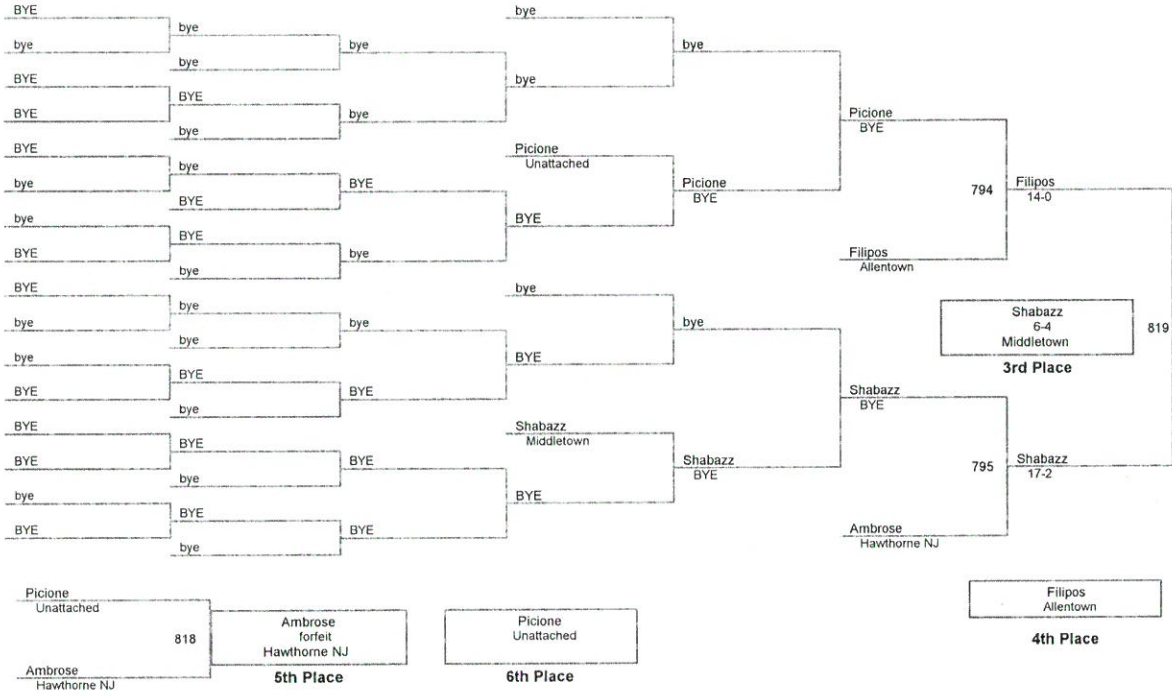 BYE
bye
BYE
BYE
BYE
bye
bye
BYE
BYE
bye
bye
BYE
BYE
BYE
bye
BYE
bye
bye
BYE
bye
bye
BYE
BYE
bye
bye
bye
BYE
bye
BYE
bye
BYE
bye
bye
bye
BYE
bye
bye
BYE
BYE
BYE
bye
bye
Picione
Unattached
BYE
bye
BYE
Shabazz
Middletown
BYE
bye
Picione
BYE
bye
Shabazz
BYE
Picione
BYE
794
Filipos
Allentown
Shabazz
BYE
795
Ambrose
Hawthorne NJ
Filipos
14-0
Shabazz
6-4
Middletown
3rd Place
819
Shabazz
17-2
Picione
Unattached
818
Ambrose
Hawthorne NJ
Ambrose
forfeit
Hawthorne NJ
5th Place
Picione
Unattached
6th Place
Filipos
Allentown
4th Place